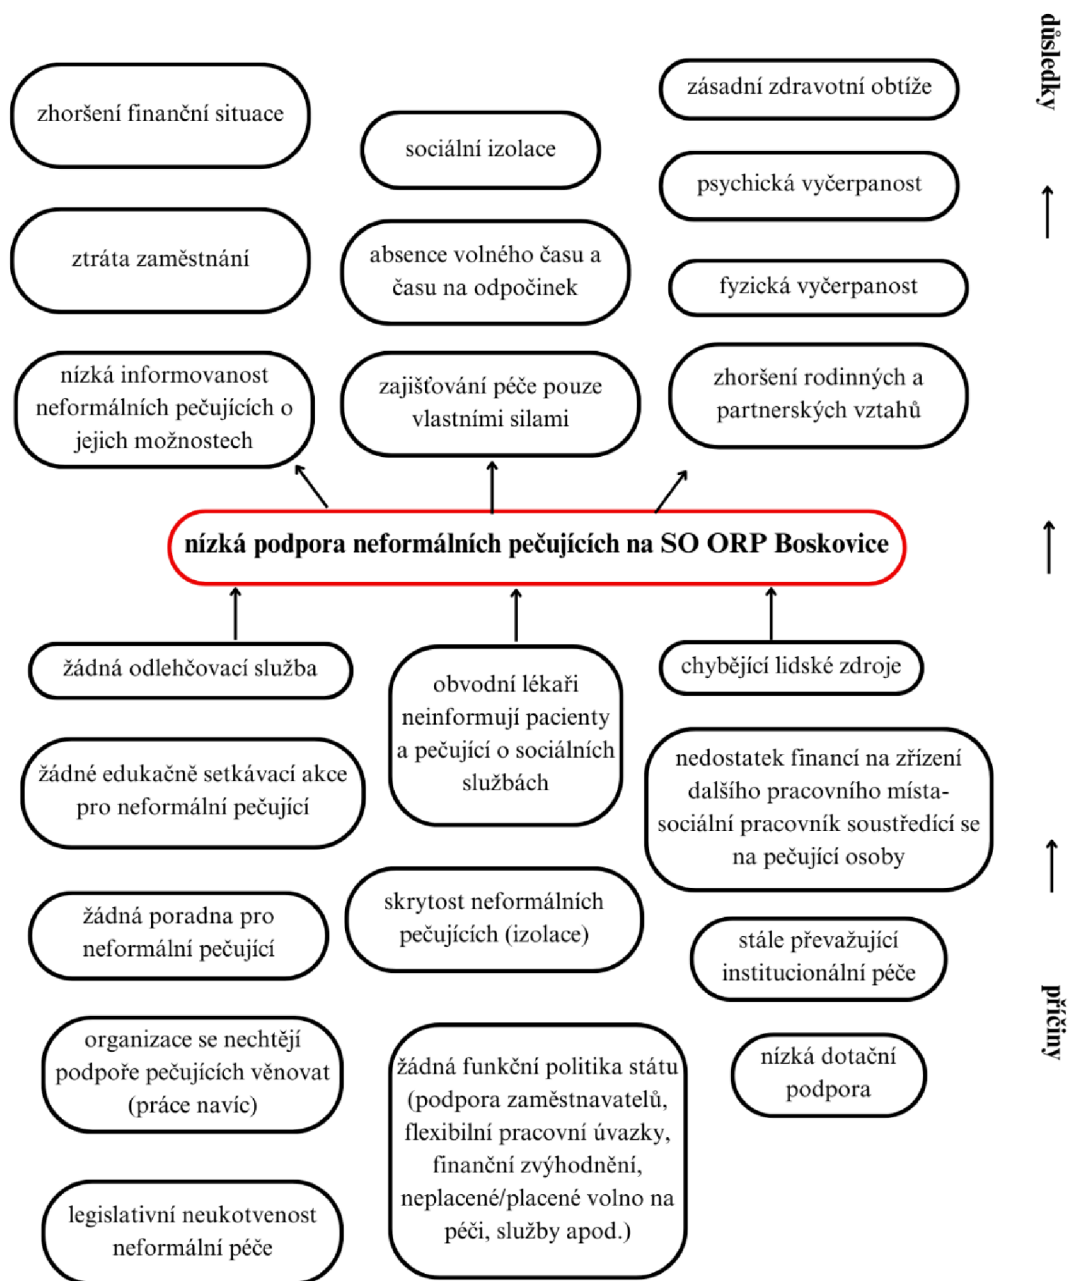 důsledky
zhoršení finanční situace
sociální izolace
zásadní zdravotní obtíže
psychická vyčerpanost
ztráta zaměstnání
absence volného času a
času na odpočinek
fyzická vyčerpanost
nízká informovanost
neformálních pečujících o
jejich možnostech
zajišťování péče pouze
vlastními silami
zhoršení rodinných a
partnerských vztahů
nízká podpora neformálních pečujících na SO ORP Boskovice
žádná odlehčovací služba
obvodní lékaři
neinformují pacienty
a pečující o sociálních
službách
chybějící lidské zdroje
žádné edukačně setkávací akce
pro neformální pečující
nedostatek financí na zřízení
dalšího pracovního místa-
sociální pracovník soustředící se
na pečující osoby
žádná poradna pro
neformální pečující
skrytost neformálních
pečujících (izolace)
stále převažující
institucionální péče
příčiny
organizace se nechtějí
podpoře pečujících věnovat
(práce navíc)
žádná funkční politika státu
(podpora zaměstnavatelů,
flexibilní pracovní úvazky,
finanční zvýhodnění,
neplacené/placené volno na
péči, služby apod.)
nízká dotační
podpora
legislativní neukotvenost
neformální péče